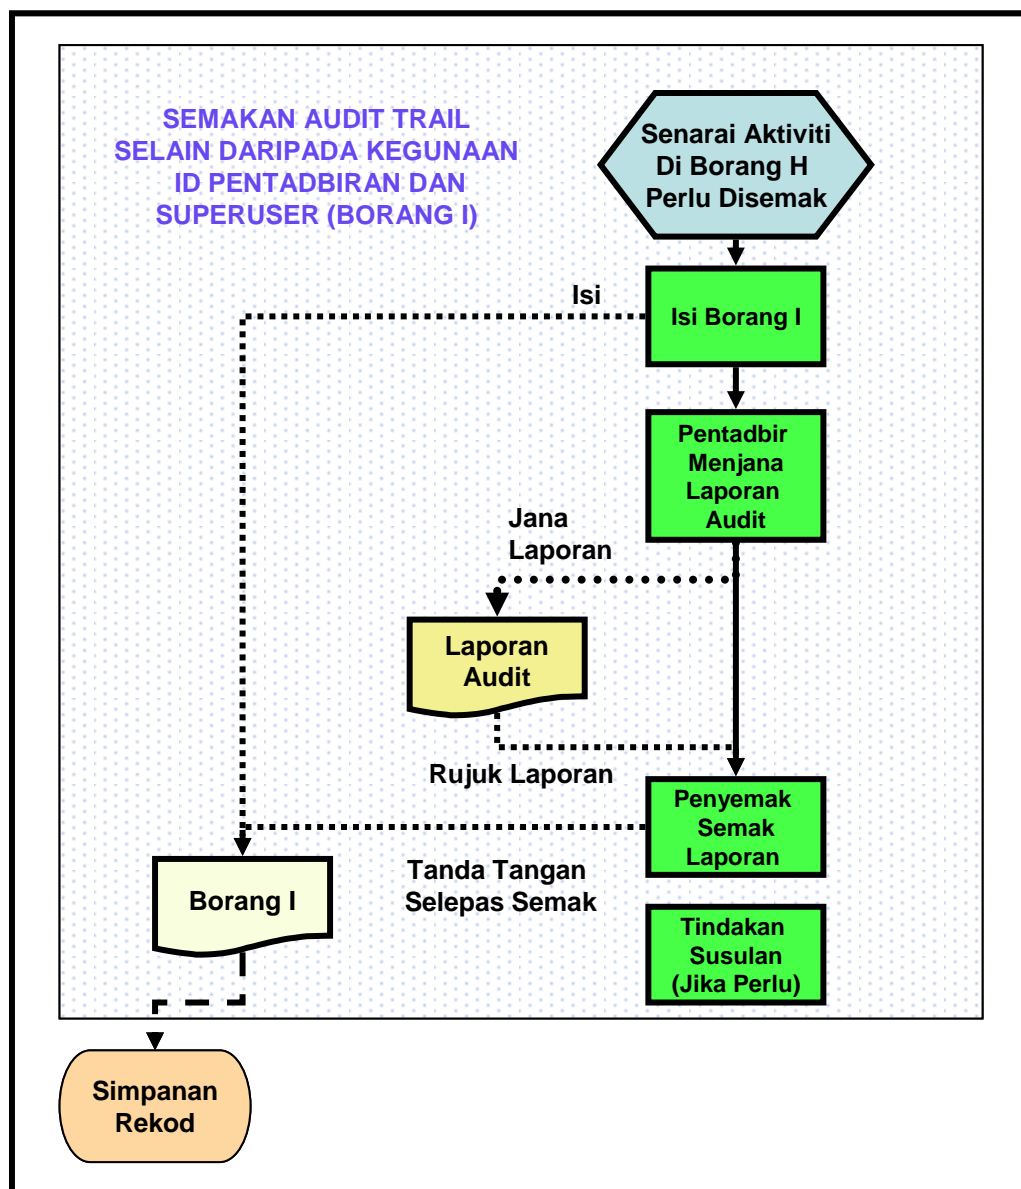 SEMAKAN AUDIT TRAIL
SELAIN DARIPADA KEGUNAAN
ID PENTADBIRAN DAN
SUPERUSER (BORANG I)
Senarai Aktiviti
Di Borang H
Perlu Disemak
Isi
Isi Borang I
Pentadbir
Menjana
Laporan
Audit
Jana
Laporan
Laporan
Audit
Rujuk Laporan
Penyemak
Semak
Laporan
Tanda Tangan
Selepas Semak
Borang I
Tindakan
Susulan
(Jika Perlu)
Simpanan
Rekod